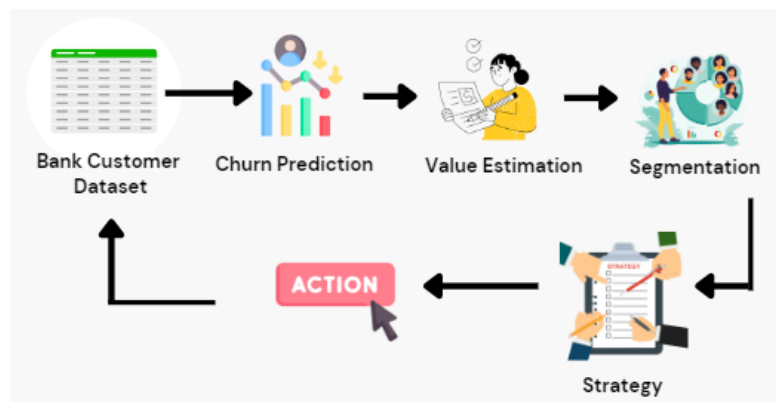 Bank Customer
Dataset
Churn Prediction
Value Estimation
Segmentation
STRATEGY
ACTION
Strategy